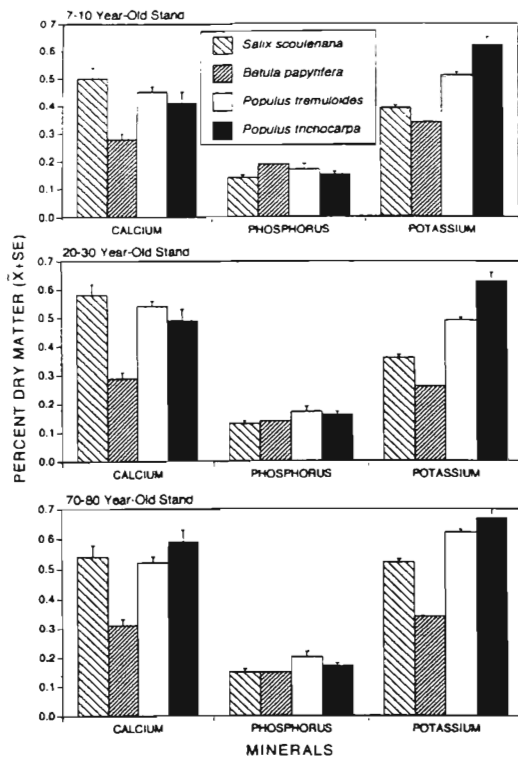 7-10 Year-Old Stand
0.7
0.6
0.5
0.4
0.3
0.2
0.1
0.0
Salix scouleriana
Betula papyrifera
Populus tremuloides
Populus trichocarpa
CALCIUM
PHOSPHORUS
POTASSIUM
20-30 Year-Old Stand
0.7
0.6
0.5
0.4
0.3
0.2
0.1
0.0
CALCIUM
PHOSPHORUS
POTASSIUM
70-80 Year-Old Stand
0.7
0.6
0.5
0.4
0.3
0.2
0.1
0.0
CALCIUM
PHOSPHORUS
POTASSIUM
PERCENT DRY MATTER (x̄+SE)
MINERALS